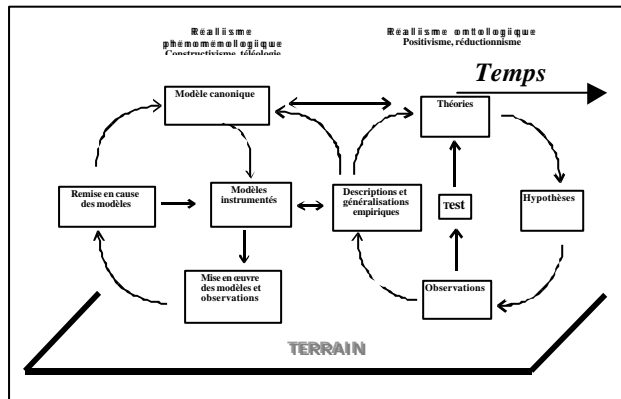 Réalisme
phénoménologique
Constructivisme, téléologie
Réalisme ontologique
Positivisme, réductionnisme
Temps
Modèle canonique
Théories
Remise en cause
des modèles
Modèles
instrumentés
Descriptions et
généralisations
empiriques
Test
Hypothèses
Mise en œuvre
des modèles et
observations
Observations
TERRAIN